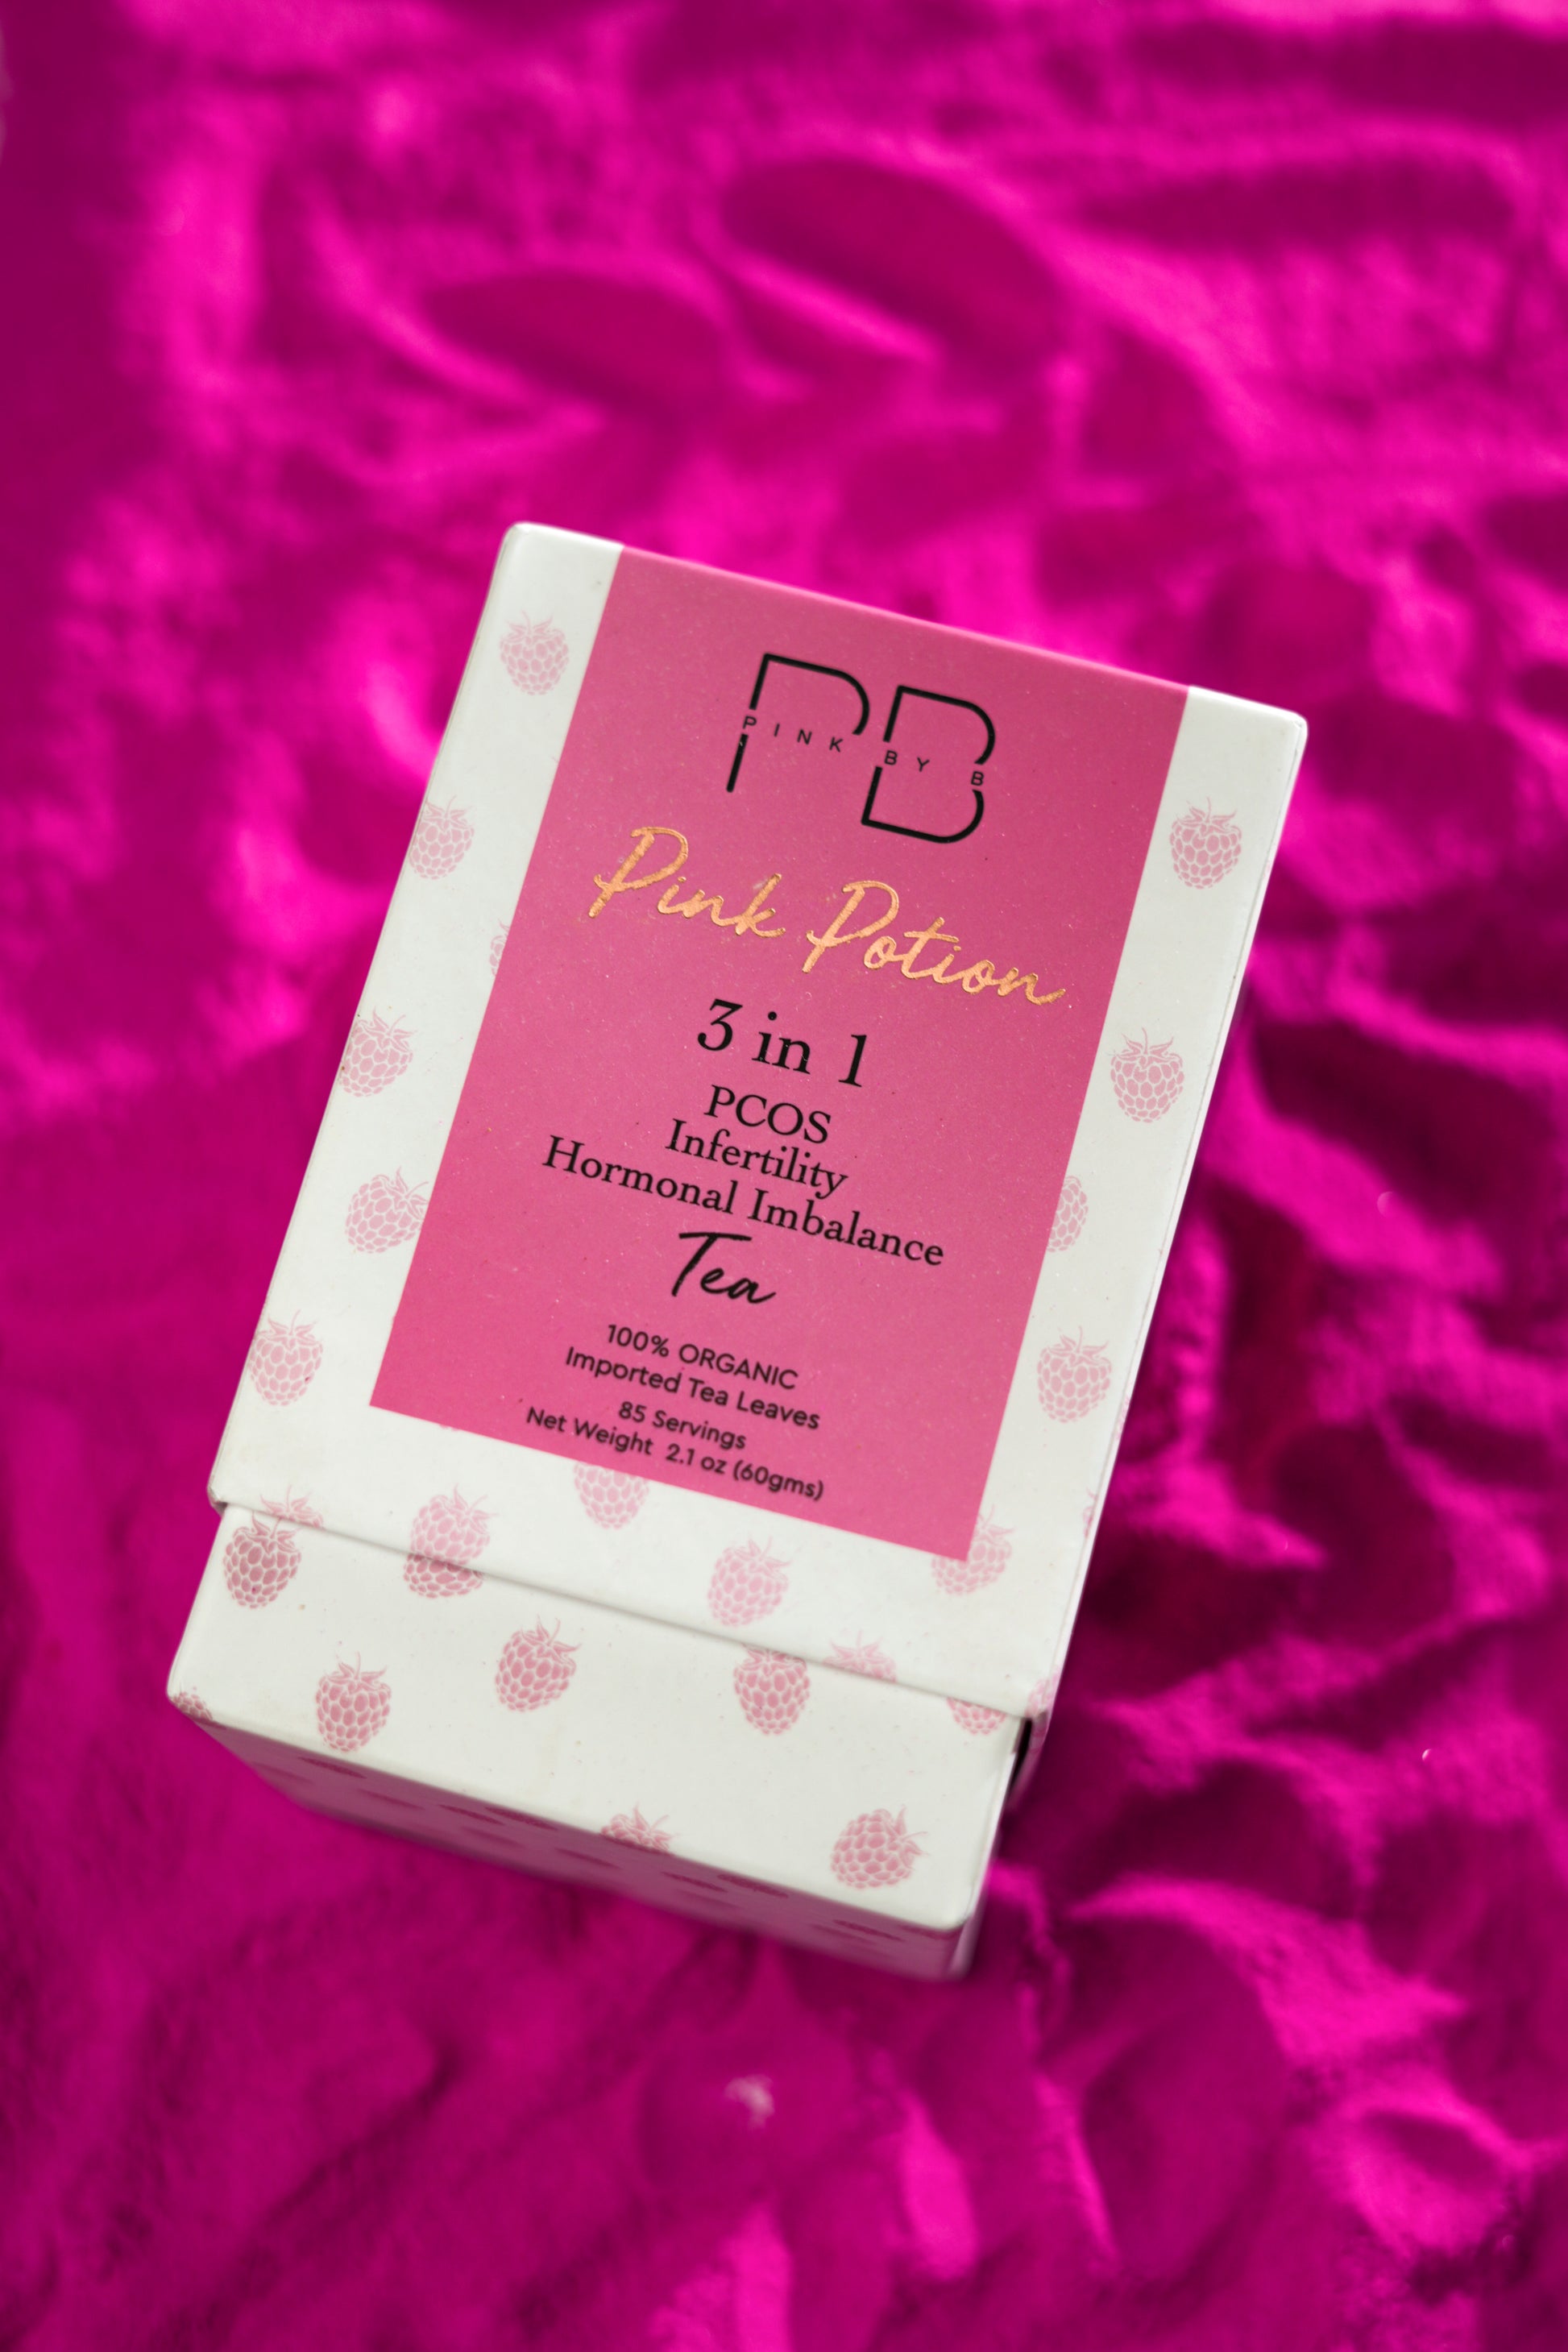 PB
PINK BY B
Pink Potion
3 in 1
PCOS
Infertility
Hormonal Imbalance
Tea
100% ORGANIC
Imported Tea Leaves
85 Servings
Net Weight 2.1 oz (60gms)